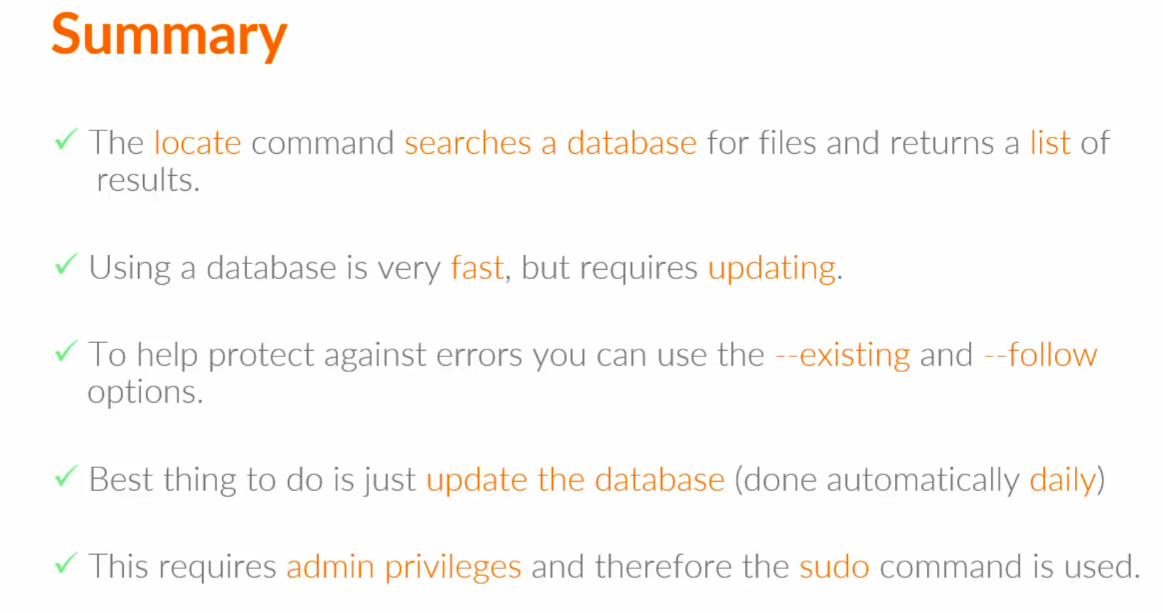 Summary
✓ The locate command searches a database for files and returns a list of
results.
✓ Using a database is very fast, but requires updating.
✓ To help protect against errors you can use the --existing and --follow
options.
✓ Best thing to do is just update the database (done automatically daily)
✓ This requires admin privileges and therefore the sudo command is used.